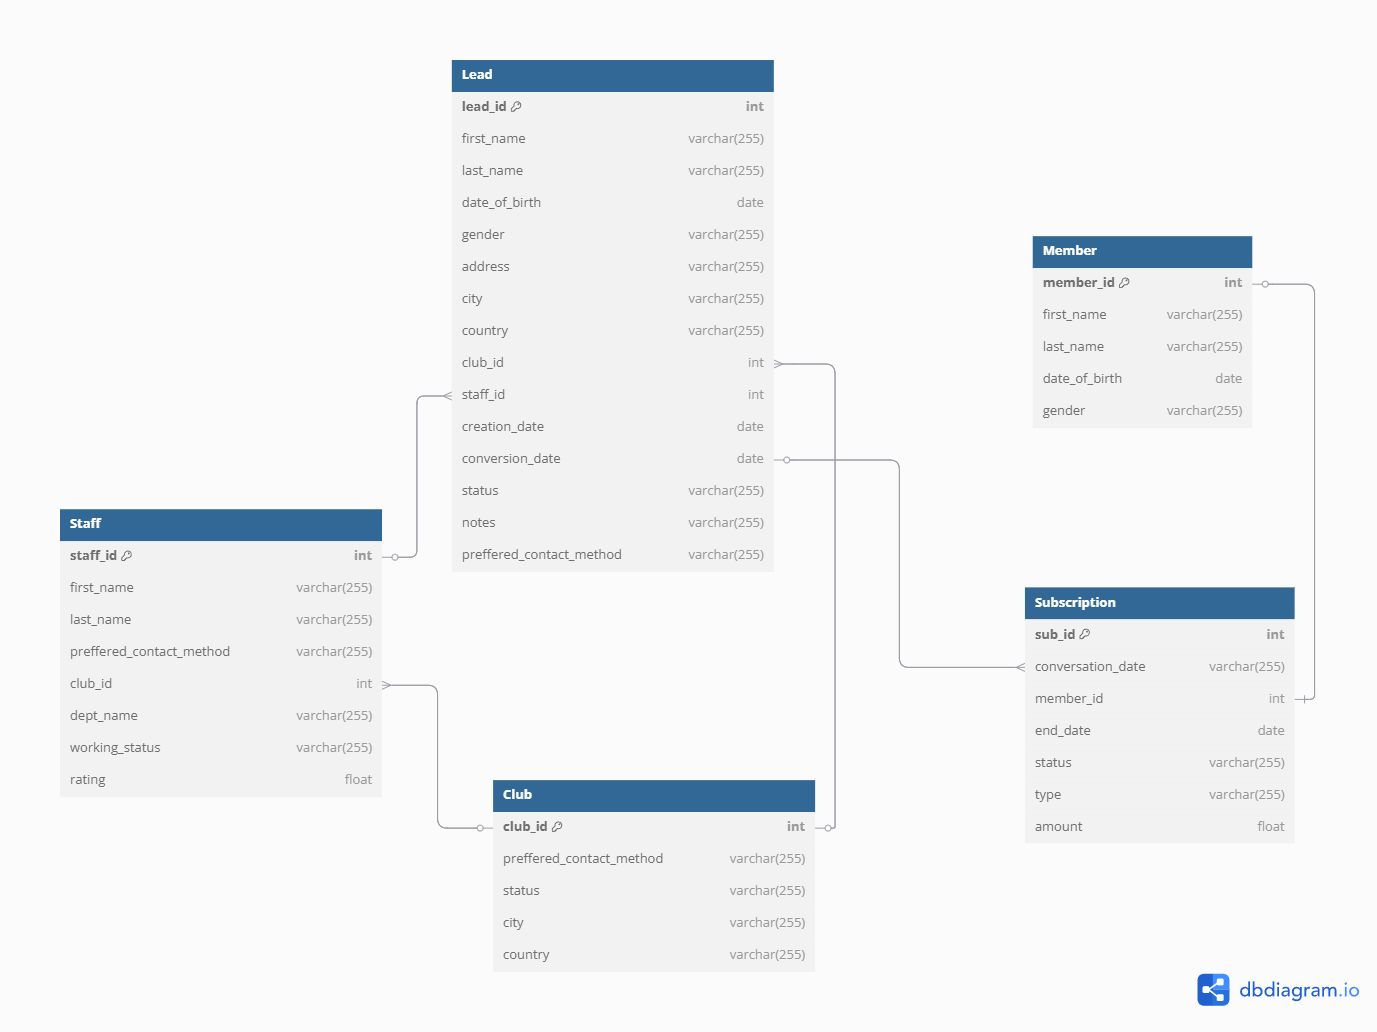 Lead
lead_id int
first_name varchar(255)
last_name varchar(255)
date_of_birth date
gender varchar(255)
address varchar(255)
city varchar(255)
country varchar(255)
club_id int
staff_id int
creation_date date
conversion_date date
status varchar(255)
notes varchar(255)
preffered_contact_method varchar(255)
Member
member_id int
first_name varchar(255)
last_name varchar(255)
date_of_birth date
gender varchar(255)
Staff
staff_id int
first_name varchar(255)
last_name varchar(255)
preffered_contact_method varchar(255)
club_id int
dept_name varchar(255)
working_status varchar(255)
rating float
Subscription
sub_id int
conversation_date varchar(255)
member_id int
end_date date
status varchar(255)
type varchar(255)
amount float
Club
club_id int
preffered_contact_method varchar(255)
status varchar(255)
city varchar(255)
country varchar(255)
dbdiagram.io